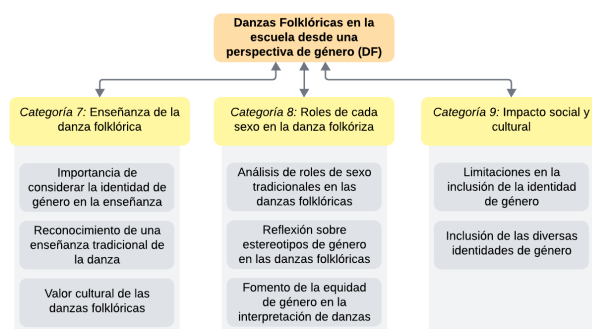 Danzas Folklóricas en la
escuela desde una
perspectiva de género (DF)
Categoría 7: Enseñanza de la
danza folklórica
Importancia de
considerar la identidad de
género en la enseñanza
Reconocimiento de una
enseñanza tradicional de
la danza
Valor cultural de las
danzas folklóricas
Categoría 8: Roles de cada
sexo en la danza folkóriza
Análisis de roles de sexo
tradicionales en las
danzas folklóricas
Reflexión sobre
estereotipos de género
en las danzas folklóricas
Fomento de la equidad
de género en la
interpretación de danzas
Categoría 9: Impacto social y
cultural
Limitaciones en la
inclusión de la identidad
de género
Inclusión de las diversas
identidades de género